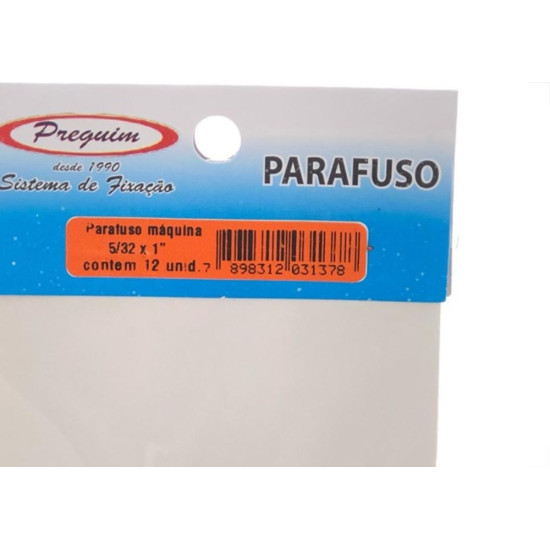 Preguim
desde 1990
Sistema de Fixação
PARAFUSO
Parafuso máquina
5/32 x 1"
contem 12 unid.
7 898312 031378